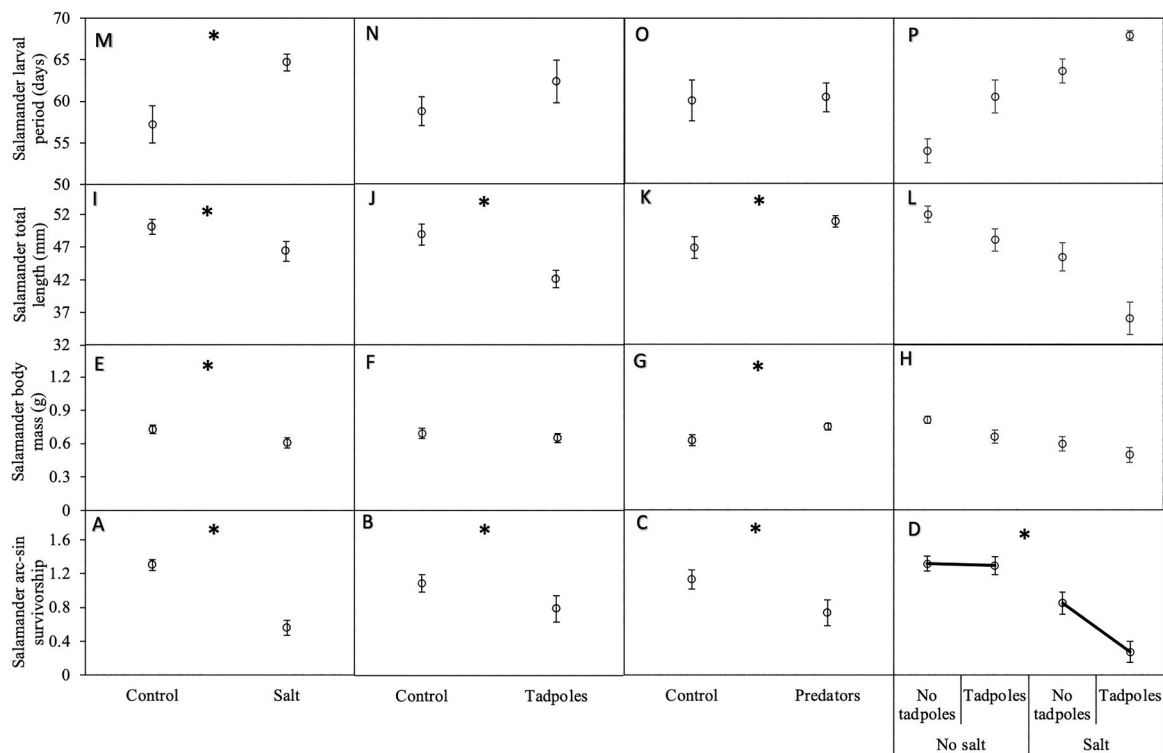 Salamander larval
period (days)
70
65
60
55
50
M
*
N
O
P
Salamander total
length (mm)
52
47
42
37
32
I
*
J
*
K
*
L
Salamander body
mass (g)
1.2
0.9
0.6
0.3
0
E
*
F
G
*
H
Salamander arc-sin
survivorship
1.6
1.2
0.8
0.4
0
A
*
B
*
C
*
D
*
Control
Salt
Control
Tadpoles
Control
Predators
No
tadpoles
Tadpoles
No
tadpoles
Tadpoles
No salt
Salt